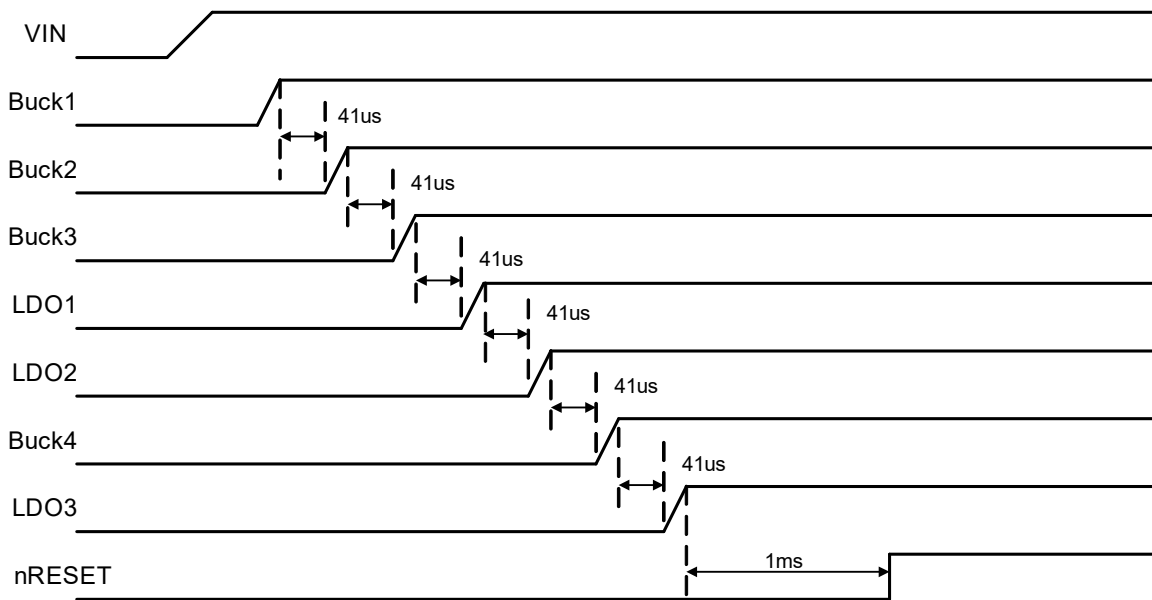 VIN
Buck1
41us
Buck2
41us
Buck3
41us
LDO1
41us
LDO2
41us
Buck4
41us
LDO3
1ms
nRESET